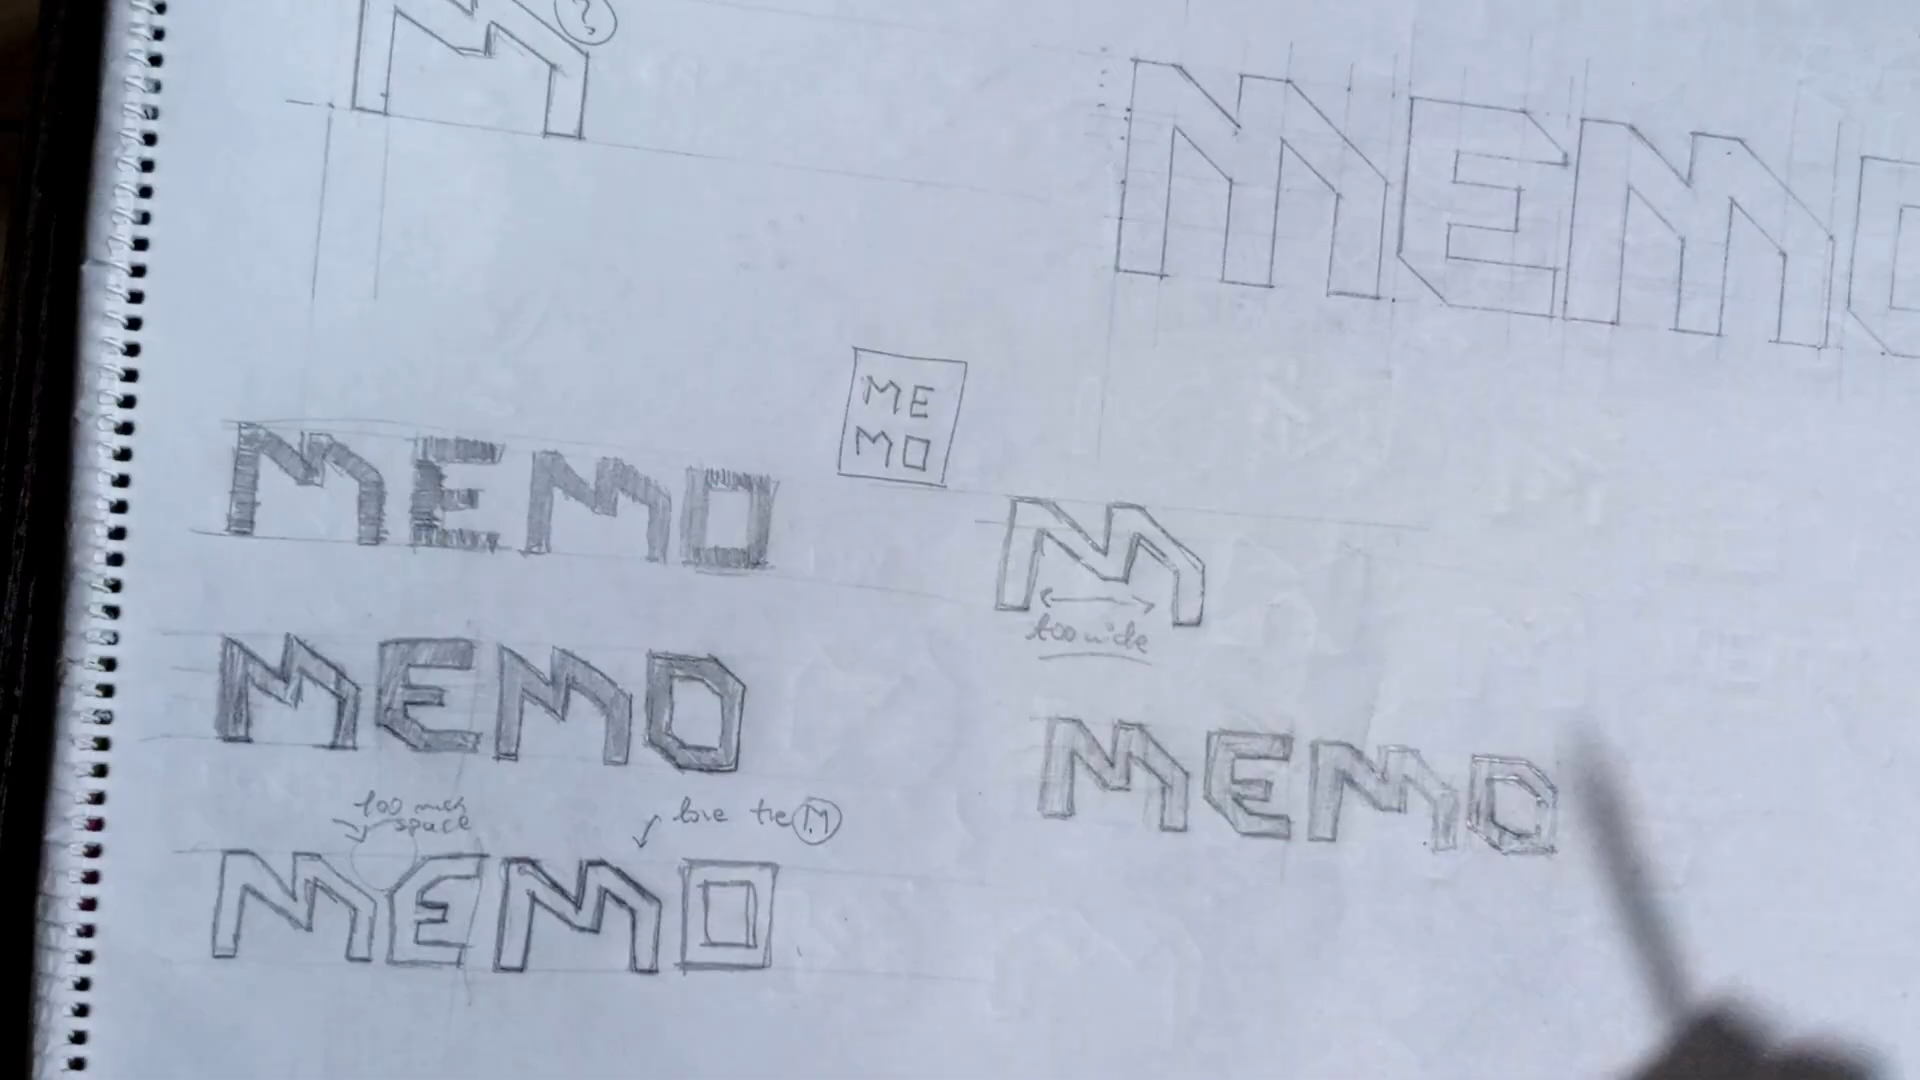 M ?
MEMO
ME
MO
MEMO
M
too wide
MEMO
MEMO
too much
space
love the M
MEMO